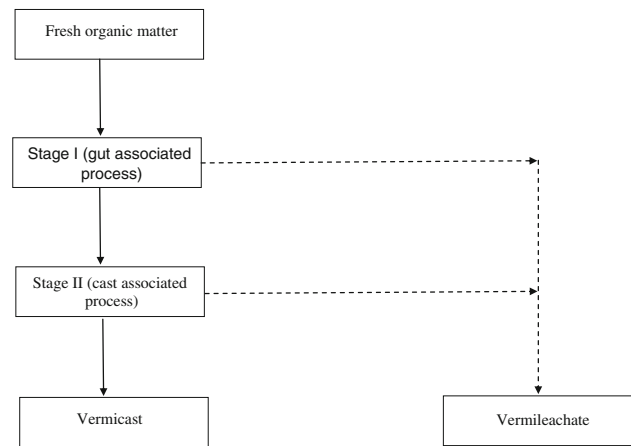 Fresh organic matter
Stage I (gut associated
process)
Stage II (cast associated
process)
Vermicast
Vermileachate